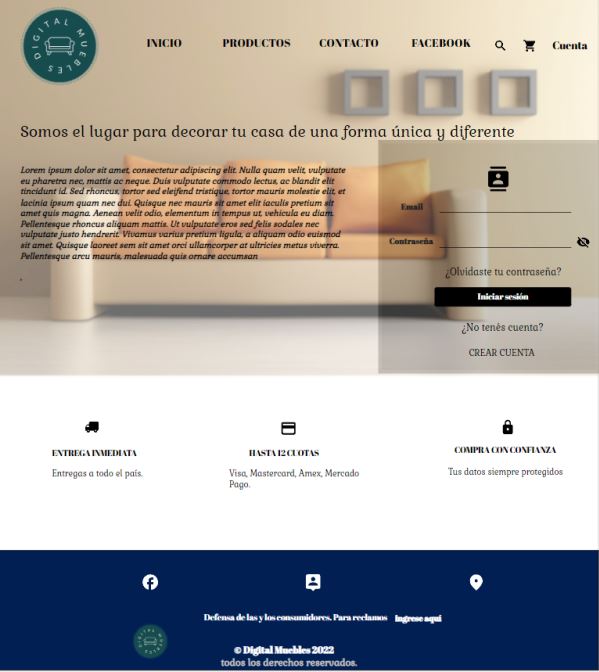 DIGITAL MUEBLES
INICIO
PRODUCTOS
CONTACTO
FACEBOOK
Cuenta
Somos el lugar para decorar tu casa de una forma única y diferente
Lorem ipsum dolor sit amet, consectetur adipiscing elit. Nulla quam velit, vulputate
eu pharetra nec, mattis ac neque. Duis vulputate commodo lectus, ac blandit elit
tincidunt id. Sed rhoncus, tortor sed eleifend tristique, tortor mauris molestie elit, et
lacinia ipsum quam nec dui. Quisque nec mauris sit amet elit iaculis pretium sit
amet quis magna. Aenean velit odio, elementum in tempus ut, vehicula eu diam.
Pellentesque rhoncus aliquam mattis. Ut vulputate eros sed felis sodales nec
vulputate justo hendrerit. Vivamus varius pretium ligula, a aliquam odio euismod
sit amet. Quisque laoreet sem sit amet orci ullamcorper at ultricies metus viverra.
Pellentesque arcu mauris, malesuada quis ornare accumsan
.
Email
Contraseña
¿Olvidaste tu contraseña?
Iniciar sesión
¿No tenés cuenta?
CREAR CUENTA
ENTREGA INMEDIATA
Entregas a todo el país.
HASTA 12 CUOTAS
Visa, Mastercard, Amex, Mercado
Pago.
COMPRA CON CONFIANZA
Tus datos siempre protegidos
Defensa de las y los consumidores. Para reclamos ingrese aqui
DIGITAL MUEBLES
© Digital Muebles 2022
todos los derechos reservados.